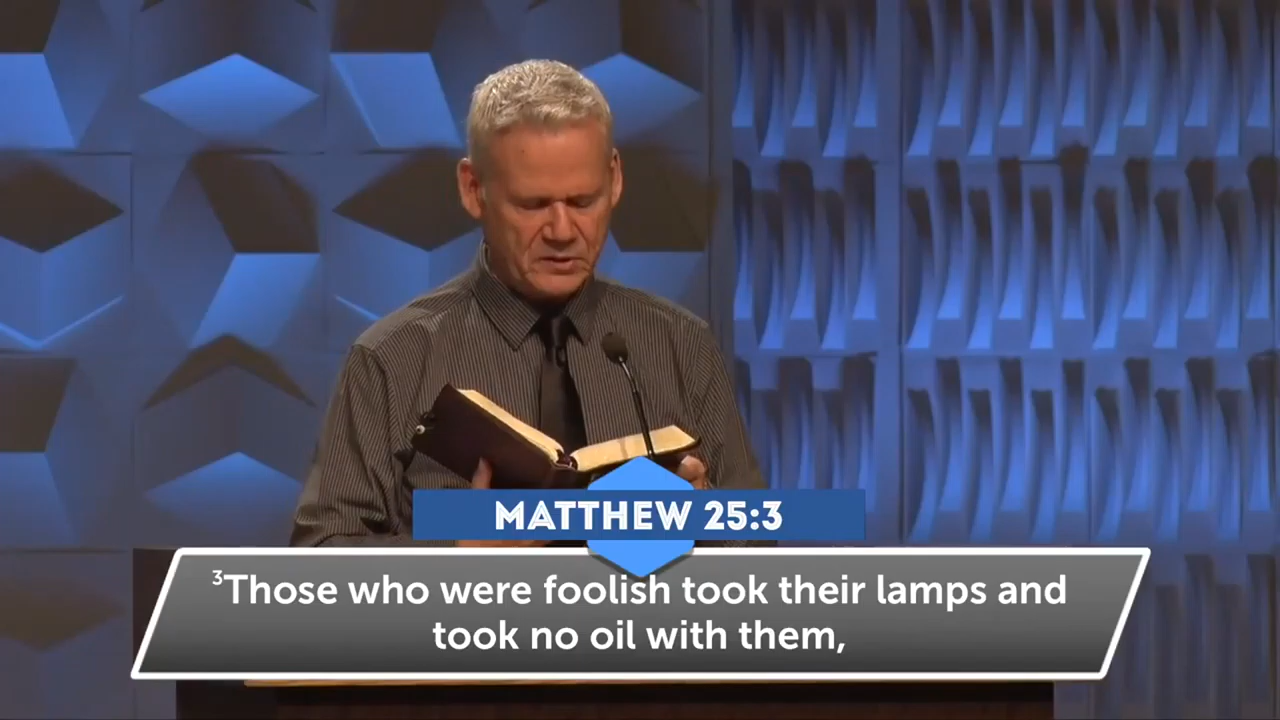 MATTHEW 25:3
³Those who were foolish took their lamps and
took no oil with them,